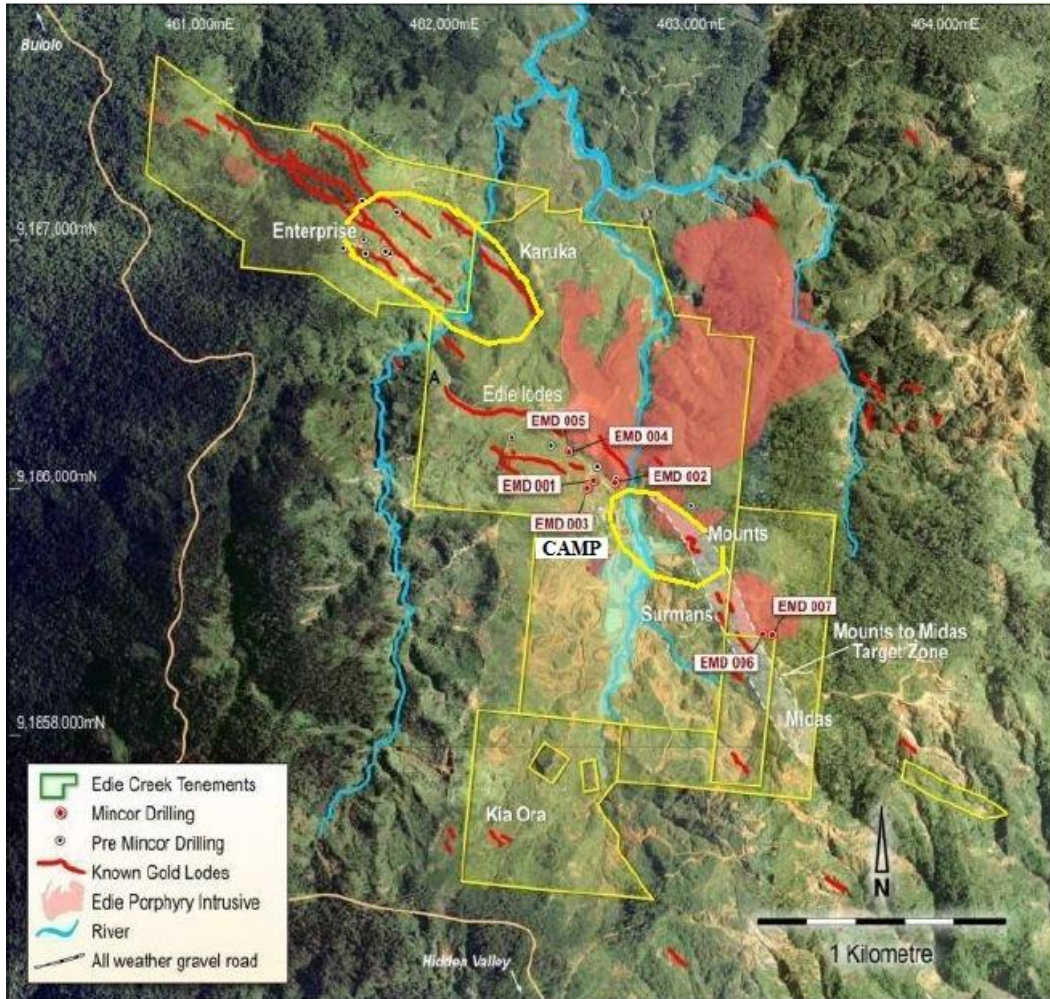 461,000mE
462,000mE
463,000mE
464,000mE
Bulolo
9,167,000mN
Enterprise
Karuka
A
Edie lodes
EMD 005
EMD 004
9,166,000mN
EMD 001
EMD 002
EMD 003
CAMP
Mounts
Surmans
EMD 007
Mounts to Midas
Target Zone
EMD 006
9,1658,000mN
Midas
Kia Ora
Edie Creek Tenements
Mincor Drilling
Pre Mincor Drilling
Known Gold Lodes
Edie Porphyry Intrusive
River
All weather gravel road
N
1 Kilometre
Hidden Valley